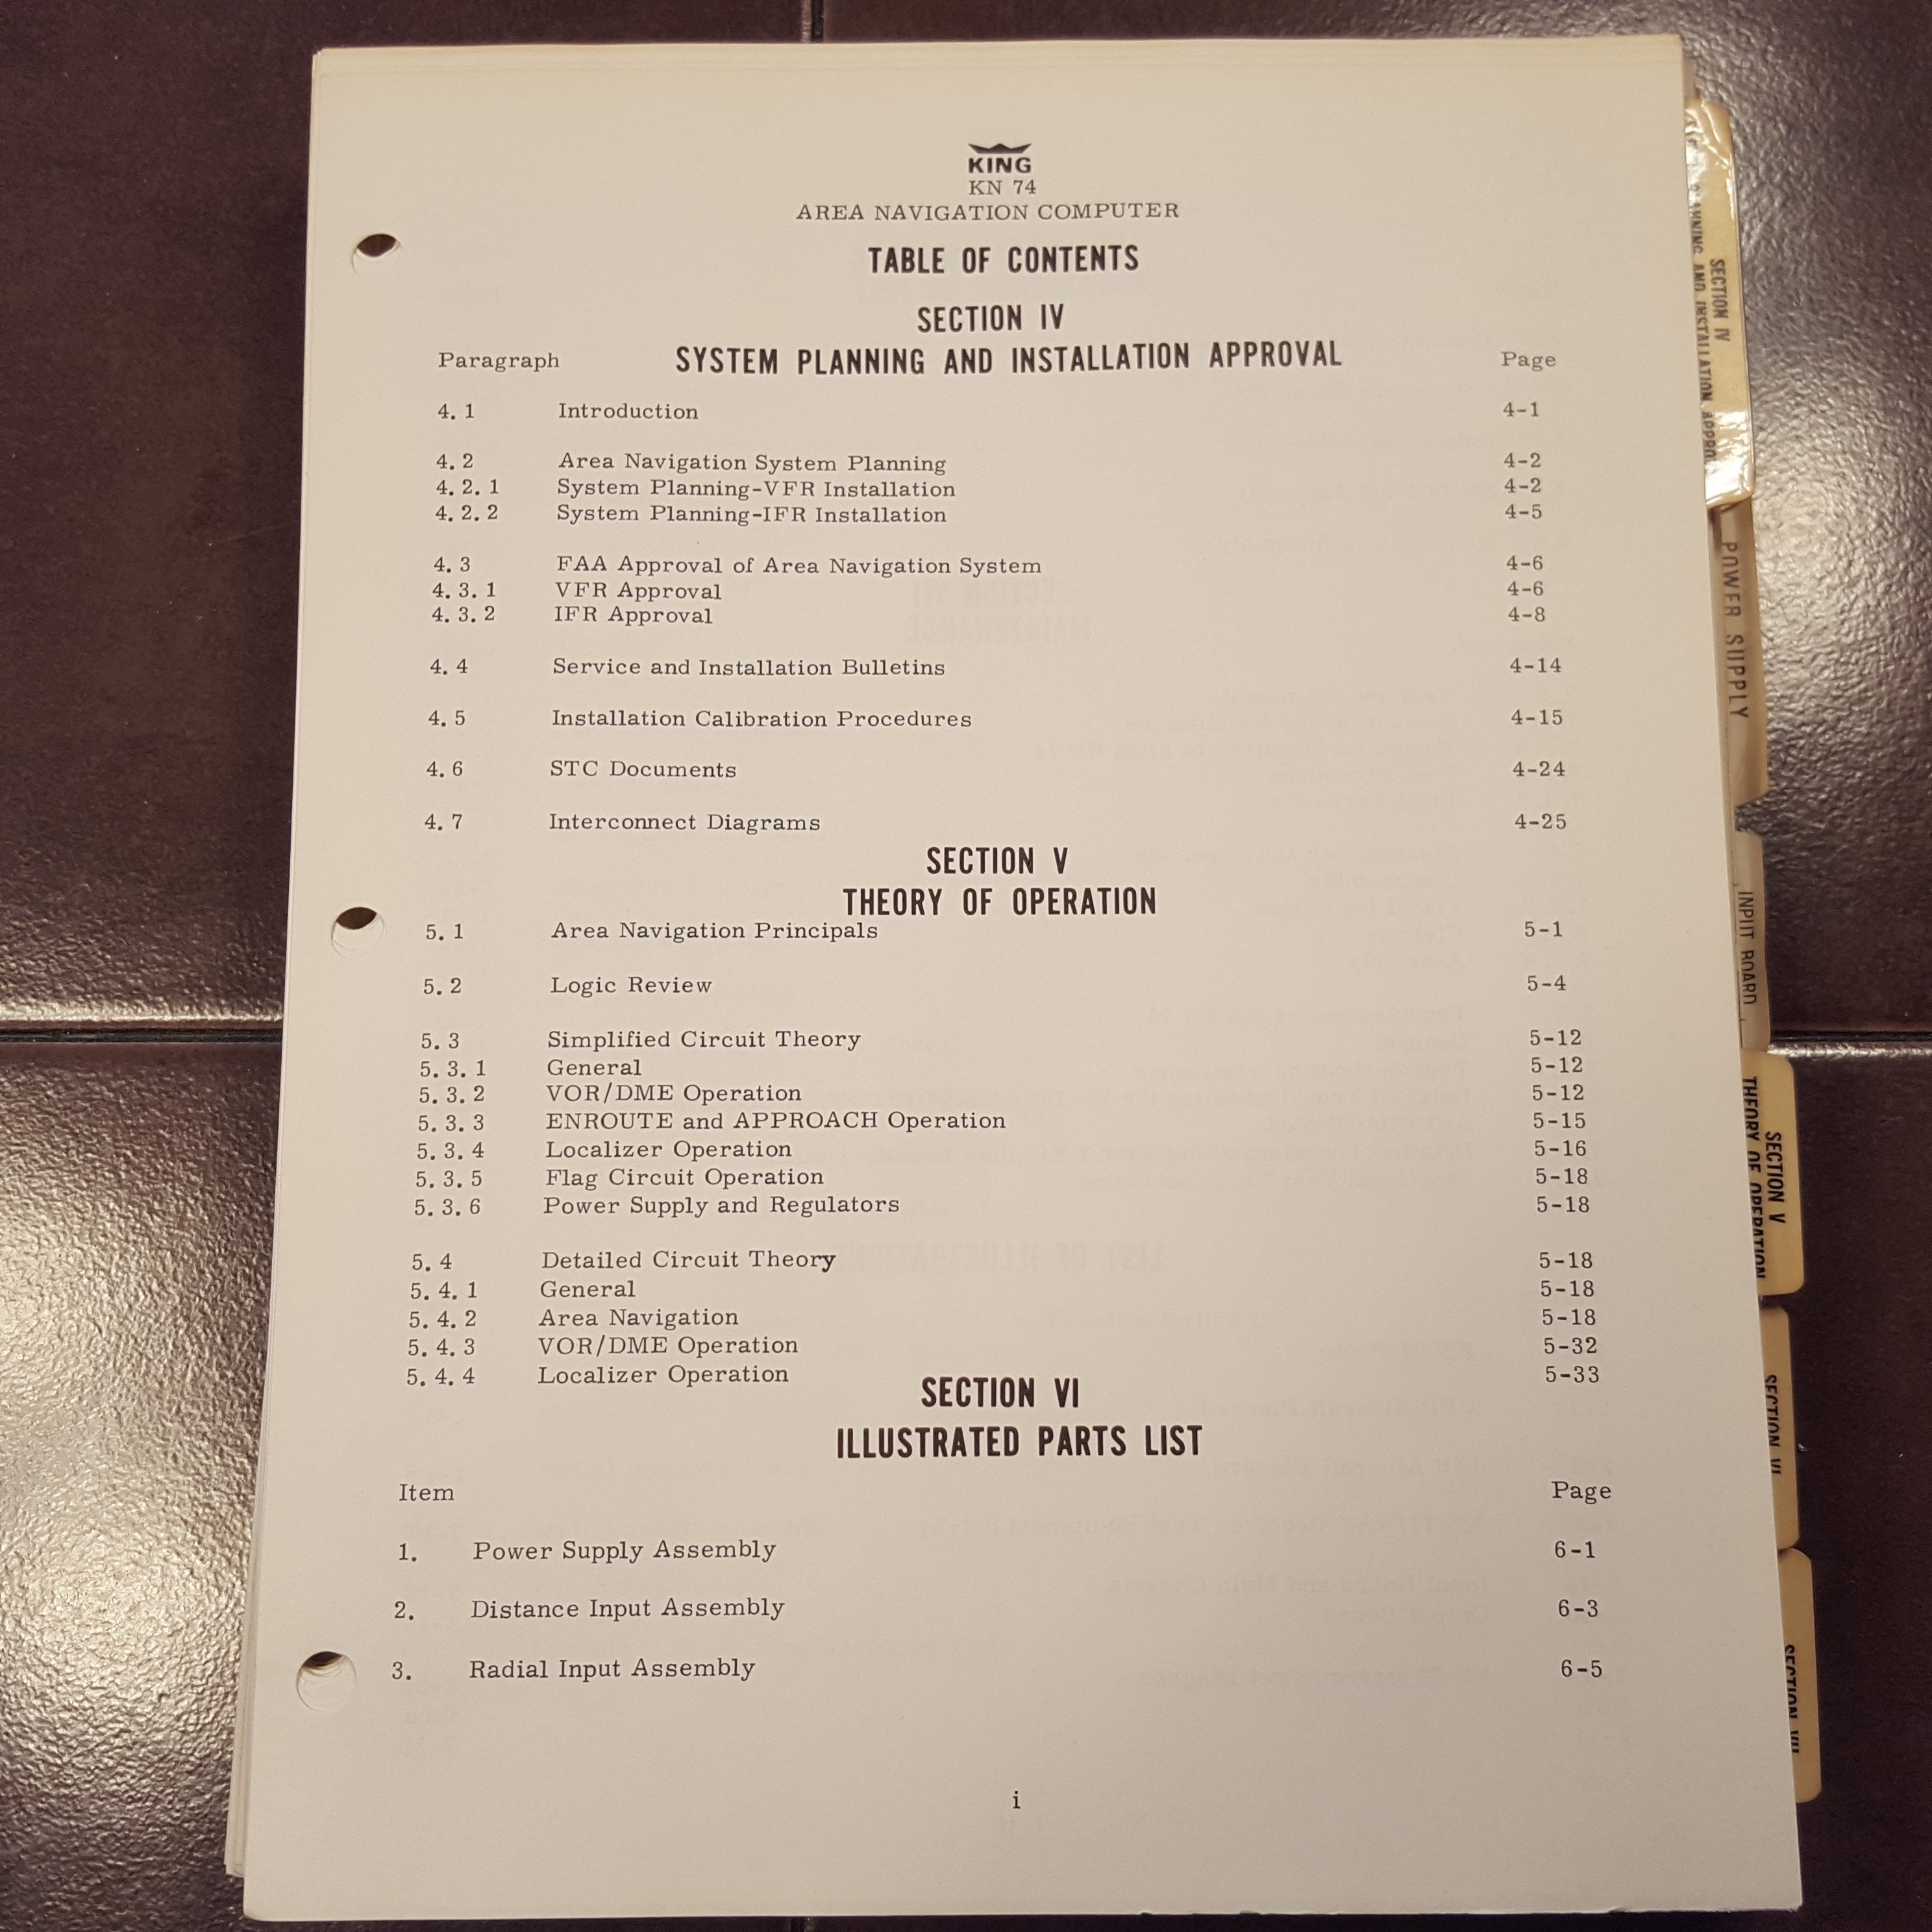 KING
KN 74
AREA NAVIGATION COMPUTER
TABLE OF CONTENTS
SECTION IV
Paragraph SYSTEM PLANNING AND INSTALLATION APPROVAL Page
4.1 Introduction 4-1
4.2 Area Navigation System Planning 4-2
4.2.1 System Planning-VFR Installation 4-2
4.2.2 System Planning-IFR Installation 4-5
4.3 FAA Approval of Area Navigation System 4-6
4.3.1 VFR Approval 4-6
4.3.2 IFR Approval 4-8
4.4 Service and Installation Bulletins 4-14
4.5 Installation Calibration Procedures 4-15
4.6 STC Documents 4-24
4.7 Interconnect Diagrams 4-25
SECTION V
THEORY OF OPERATION
5.1 Area Navigation Principals 5-1
5.2 Logic Review 5-4
5.3 Simplified Circuit Theory 5-12
5.3.1 General 5-12
5.3.2 VOR/DME Operation 5-12
5.3.3 ENROUTE and APPROACH Operation 5-15
5.3.4 Localizer Operation 5-16
5.3.5 Flag Circuit Operation 5-18
5.3.6 Power Supply and Regulators 5-18
5.4 Detailed Circuit Theory 5-18
5.4.1 General 5-18
5.4.2 Area Navigation 5-18
5.4.3 VOR/DME Operation 5-32
5.4.4 Localizer Operation 5-33
SECTION VI
ILLUSTRATED PARTS LIST
Item Page
1. Power Supply Assembly 6-1
2. Distance Input Assembly 6-3
3. Radial Input Assembly 6-5
i
SECTION IV
PLANNING AND INSTALLATION
POWER SUPPLY
INPUT BOARD
SECTION V
THEORY OF OPERATION
SECTION VI
SECTION VII